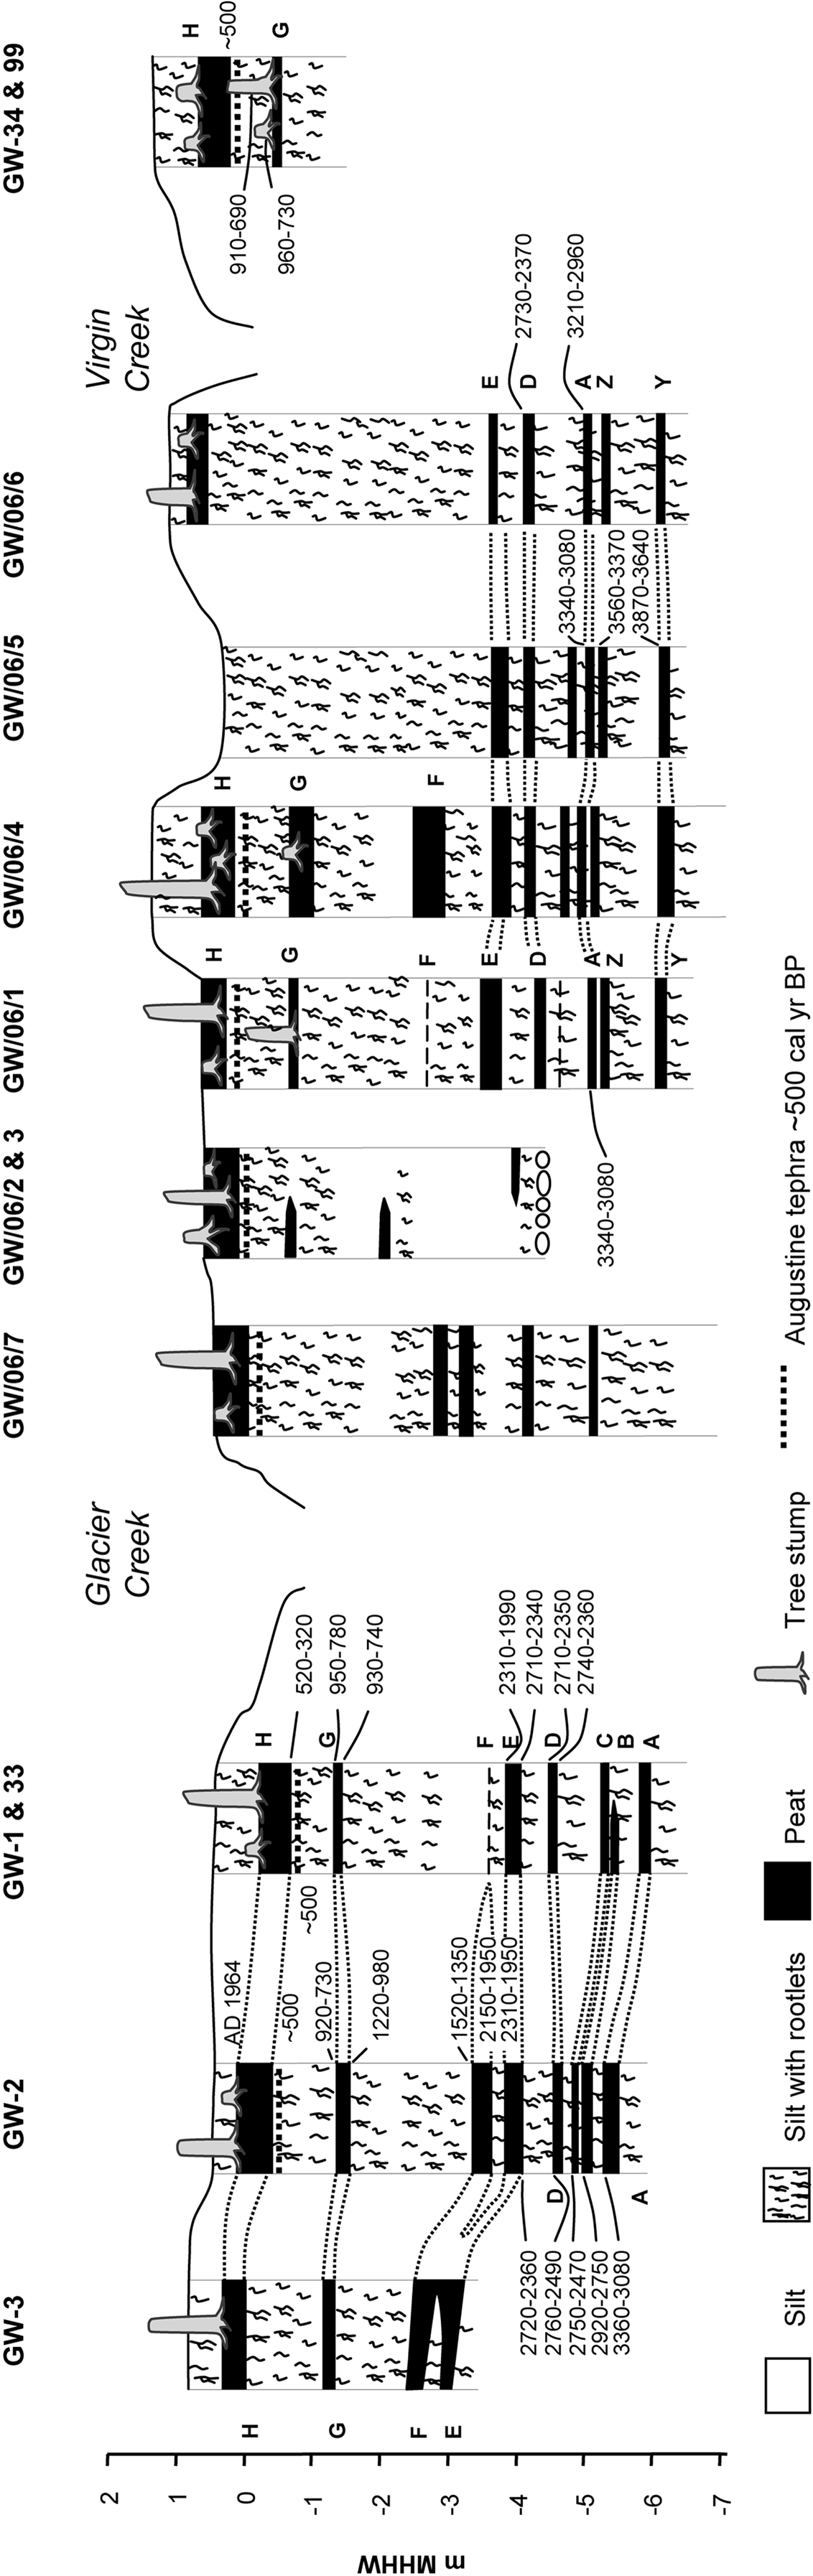 GW-3
GW-2
GW-1 & 33
GW/06/7
GW/06/2 & 3
GW/06/1
GW/06/4
GW/06/5
GW/06/6
GW-34 & 99
Glacier
Creek
Virgin
Creek
m MHHW
2
1
0
-1
-2
-3
-4
-5
-6
-7
H
G
F
E
2720-2360
2760-2490
2750-2470
2920-2750
3360-3080
D
A
AD 1964
~500
920-730
1220-980
1520-1350
2150-1950
2310-1950
~500
H
G
F
E
D
C
B
A
520-320
950-780
930-740
2310-1990
2710-2340
2710-2350
2740-2360
3340-3080
H
G
F
E
D
A
Z
Y
H
G
F
3340-3080
3560-3370
3870-3640
E
D
A
Z
Y
2730-2370
3210-2960
910-690
960-730
H
~500
G
Silt
Silt with rootlets
Peat
Tree stump
Augustine tephra ~500 cal yr BP